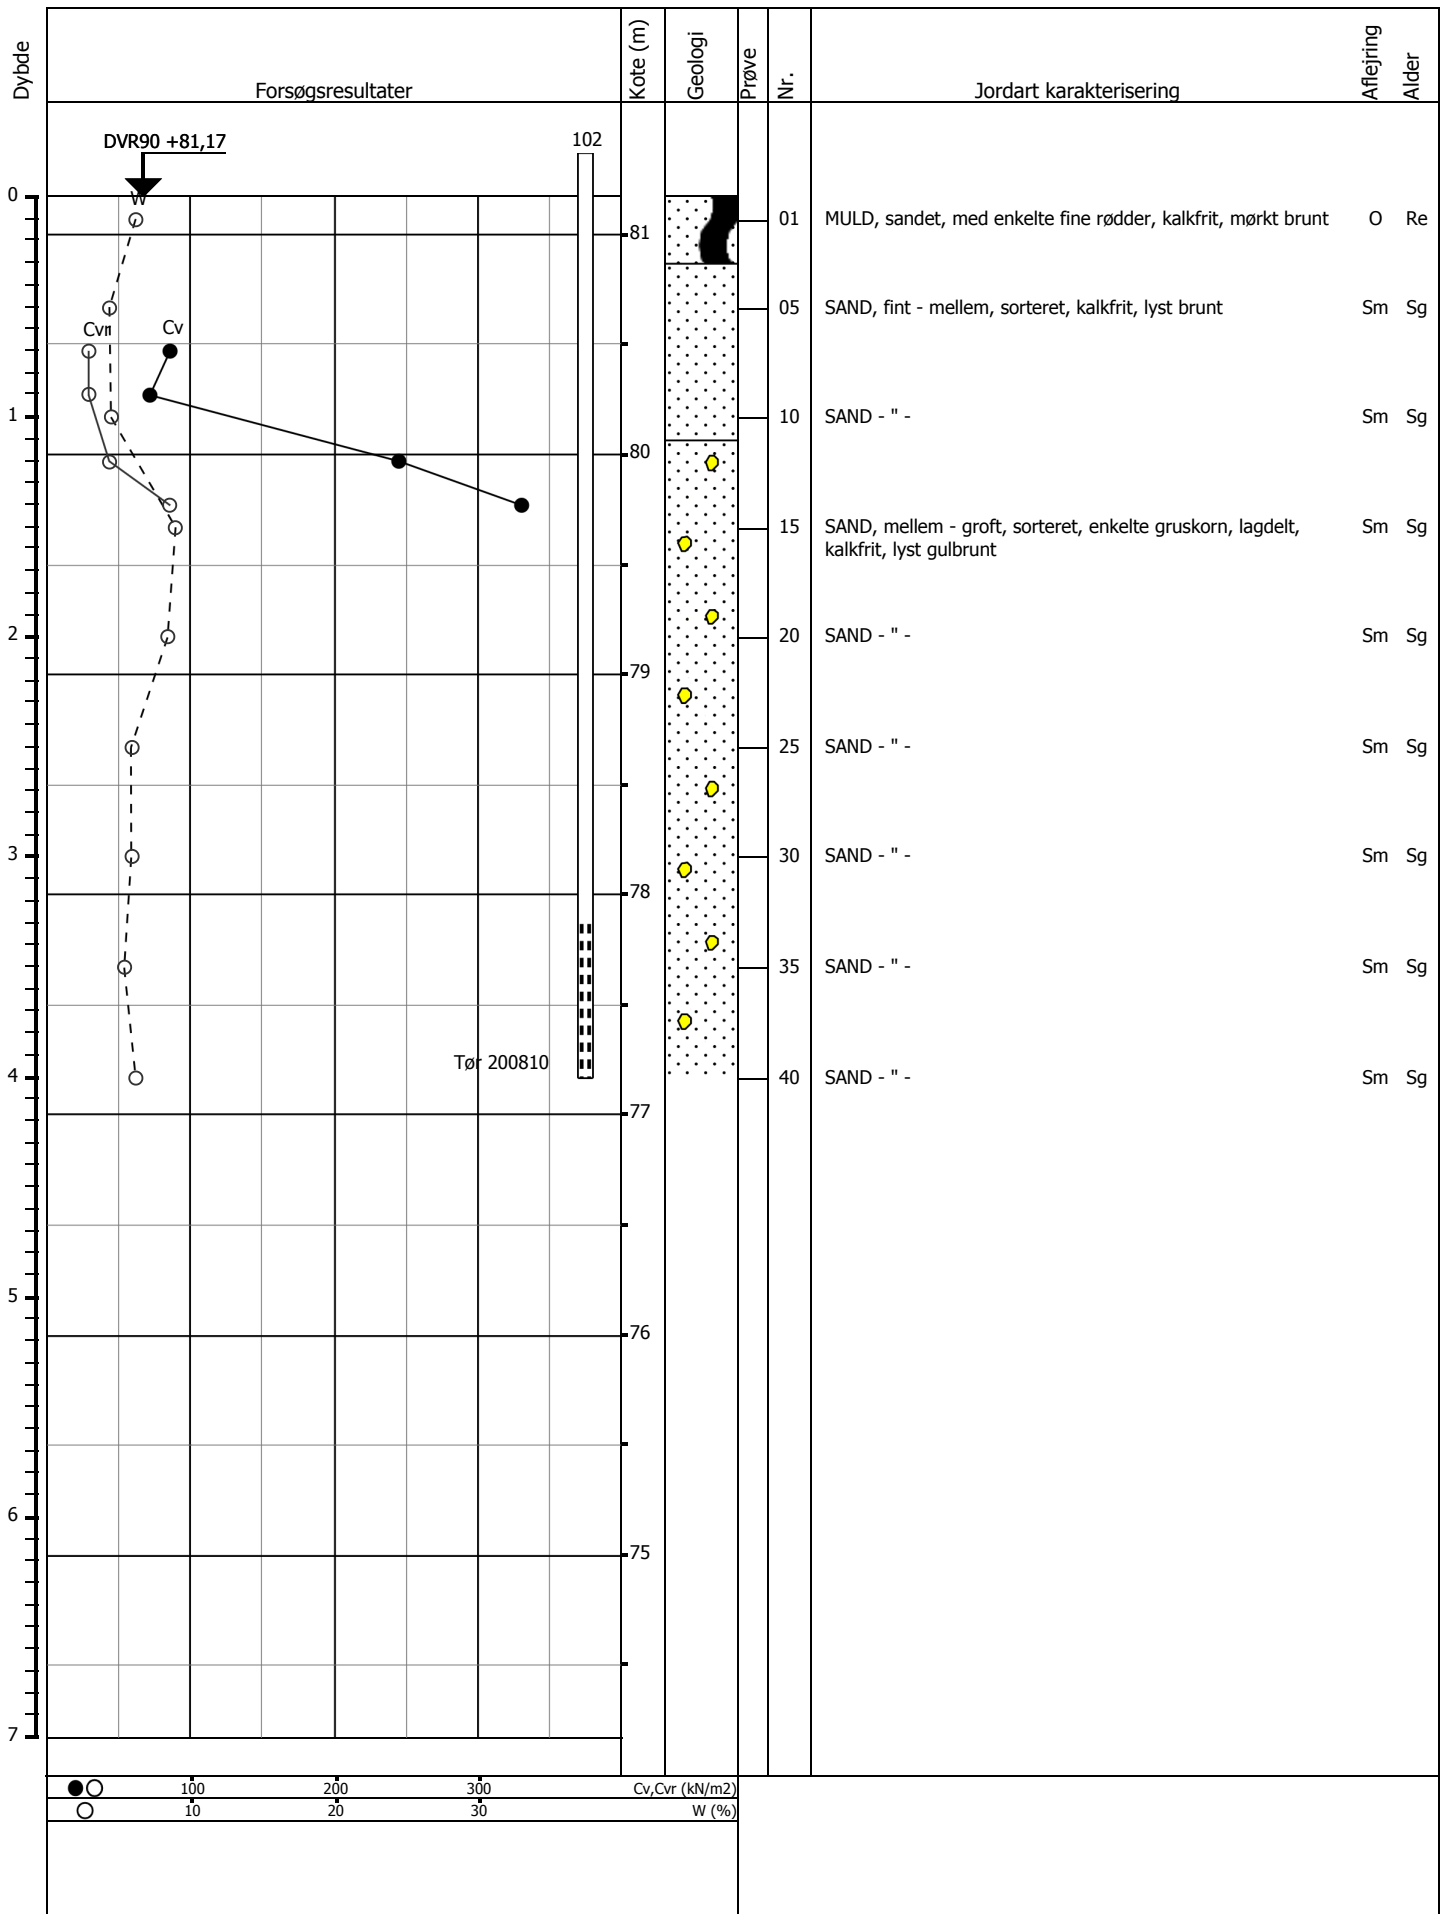 Dybde
Forsøgsresultater
Kote (m)
Geologi
Prøve
Nr.
Jordart karakterisering
Aflejring
Alder
DVR90 +81,17
102
W
0
81
01 MULD, sandet, med enkelte fine rødder, kalkfrit, mørkt brunt O Re
05 SAND, fint - mellem, sorteret, kalkfrit, lyst brunt Sm Sg
Cvr Cv
1
10 SAND - " - Sm Sg
80
15 SAND, mellem - groft, sorteret, enkelte gruskorn, lagdelt, Sm Sg
kalkfrit, lyst gulbrunt
2
20 SAND - " - Sm Sg
79
25 SAND - " - Sm Sg
3
30 SAND - " - Sm Sg
78
35 SAND - " - Sm Sg
Tør 200810
4
40 SAND - " - Sm Sg
77
5
76
6
75
7
100 200 300 Cv,Cvr (kN/m2)
10 20 30 W (%)